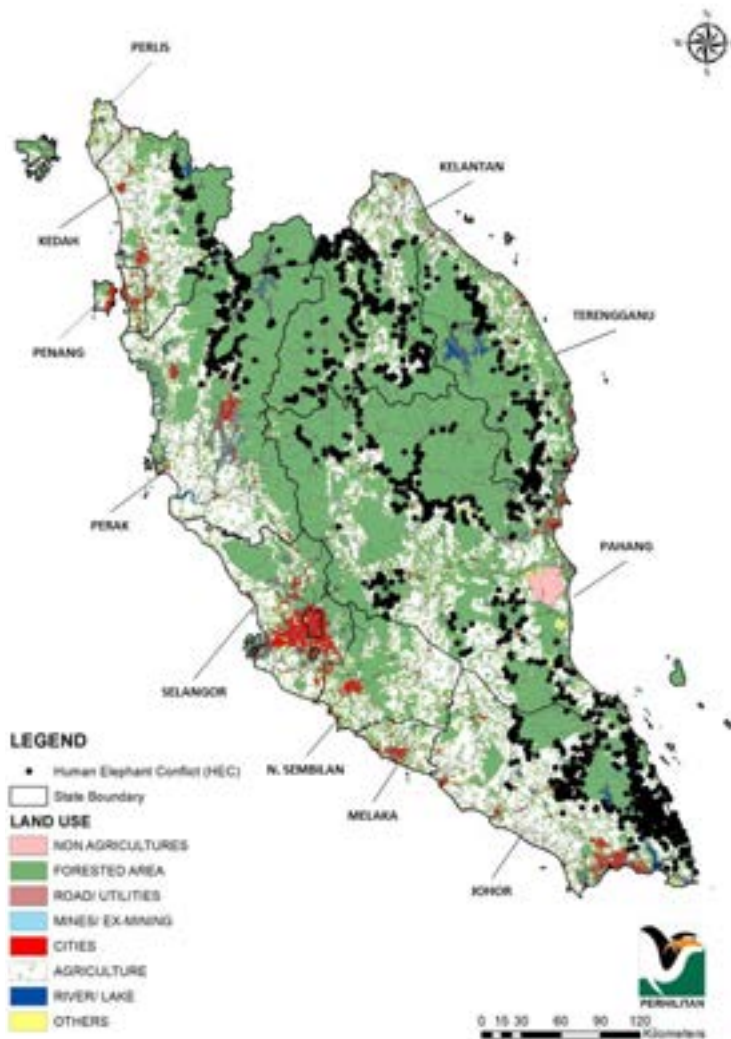 PERLIS
KELANTAN
KEDAH
TERENGGANU
PENANG
PERAK
PAHANG
SELANGOR
LEGEND
Human Elephant Conflict (HEC)
N. SEMBILAN
State Boundary
MELAKA
LAND USE
NON AGRICULTURES
JOHOR
FORESTED AREA
ROAD/ UTILITIES
MINES/ EX-MINING
CITIES
AGRICULTURE
RIVER/ LAKE
PERHILITAN
OTHERS
0 15 30 60 90 120
Kilometers